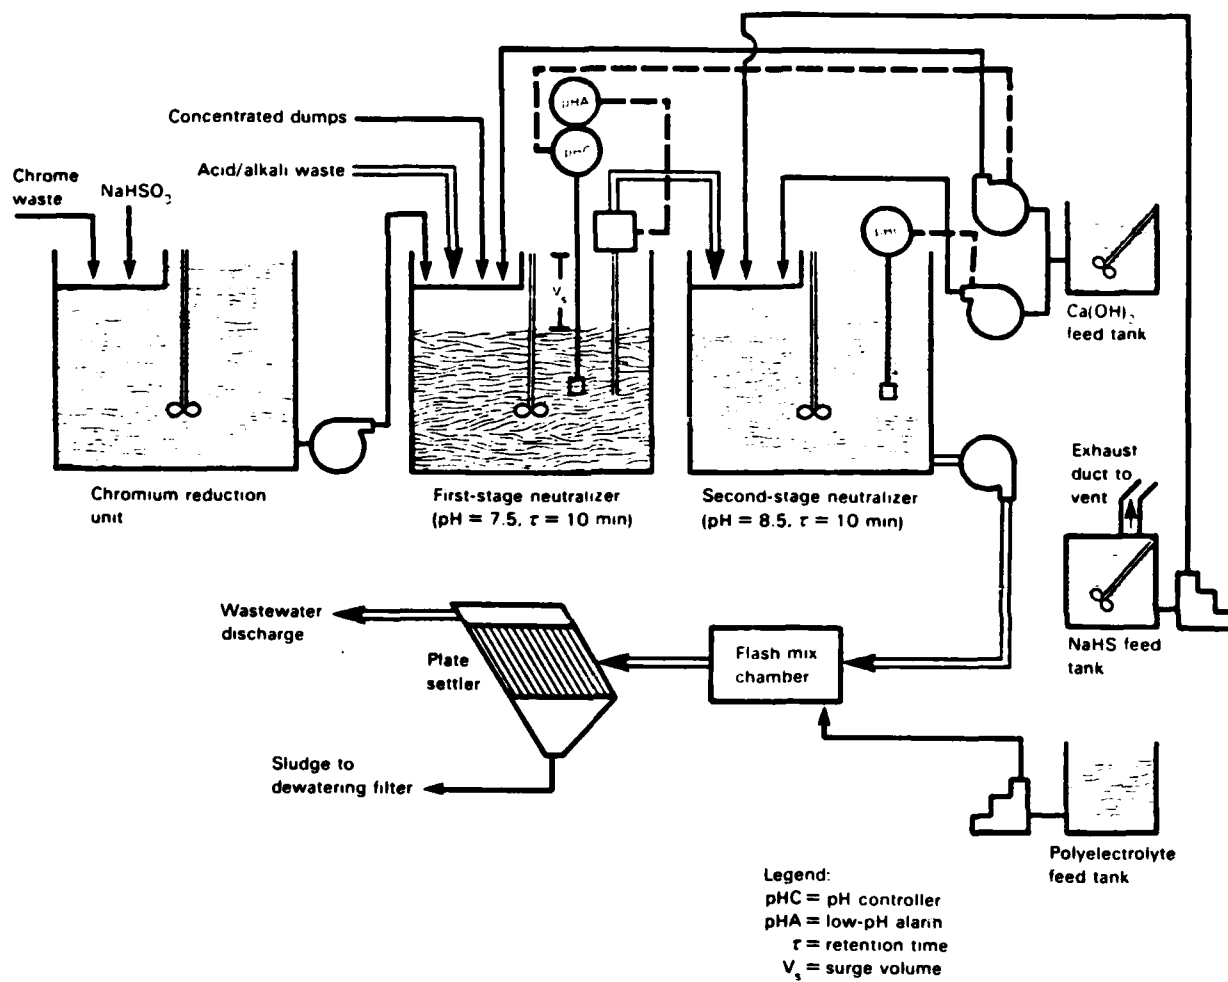 pHA
Concentrated dumps
pHC
Acid/alkali waste
Chrome
waste
NaHSO₃
Vₛ
Ca(OH)₂
feed tank
Chromium reduction
unit
First-stage neutralizer
(pH = 7.5, τ = 10 min)
Second-stage neutralizer
(pH = 8.5, τ = 10 min)
Exhaust
duct to
vent
NaHS feed
tank
Wastewater
discharge
Plate
settler
Flash mix
chamber
Sludge to
dewatering filter
Polyelectrolyte
feed tank
Legend:
pHC = pH controller
pHA = low-pH alarm
τ = retention time
Vₛ = surge volume